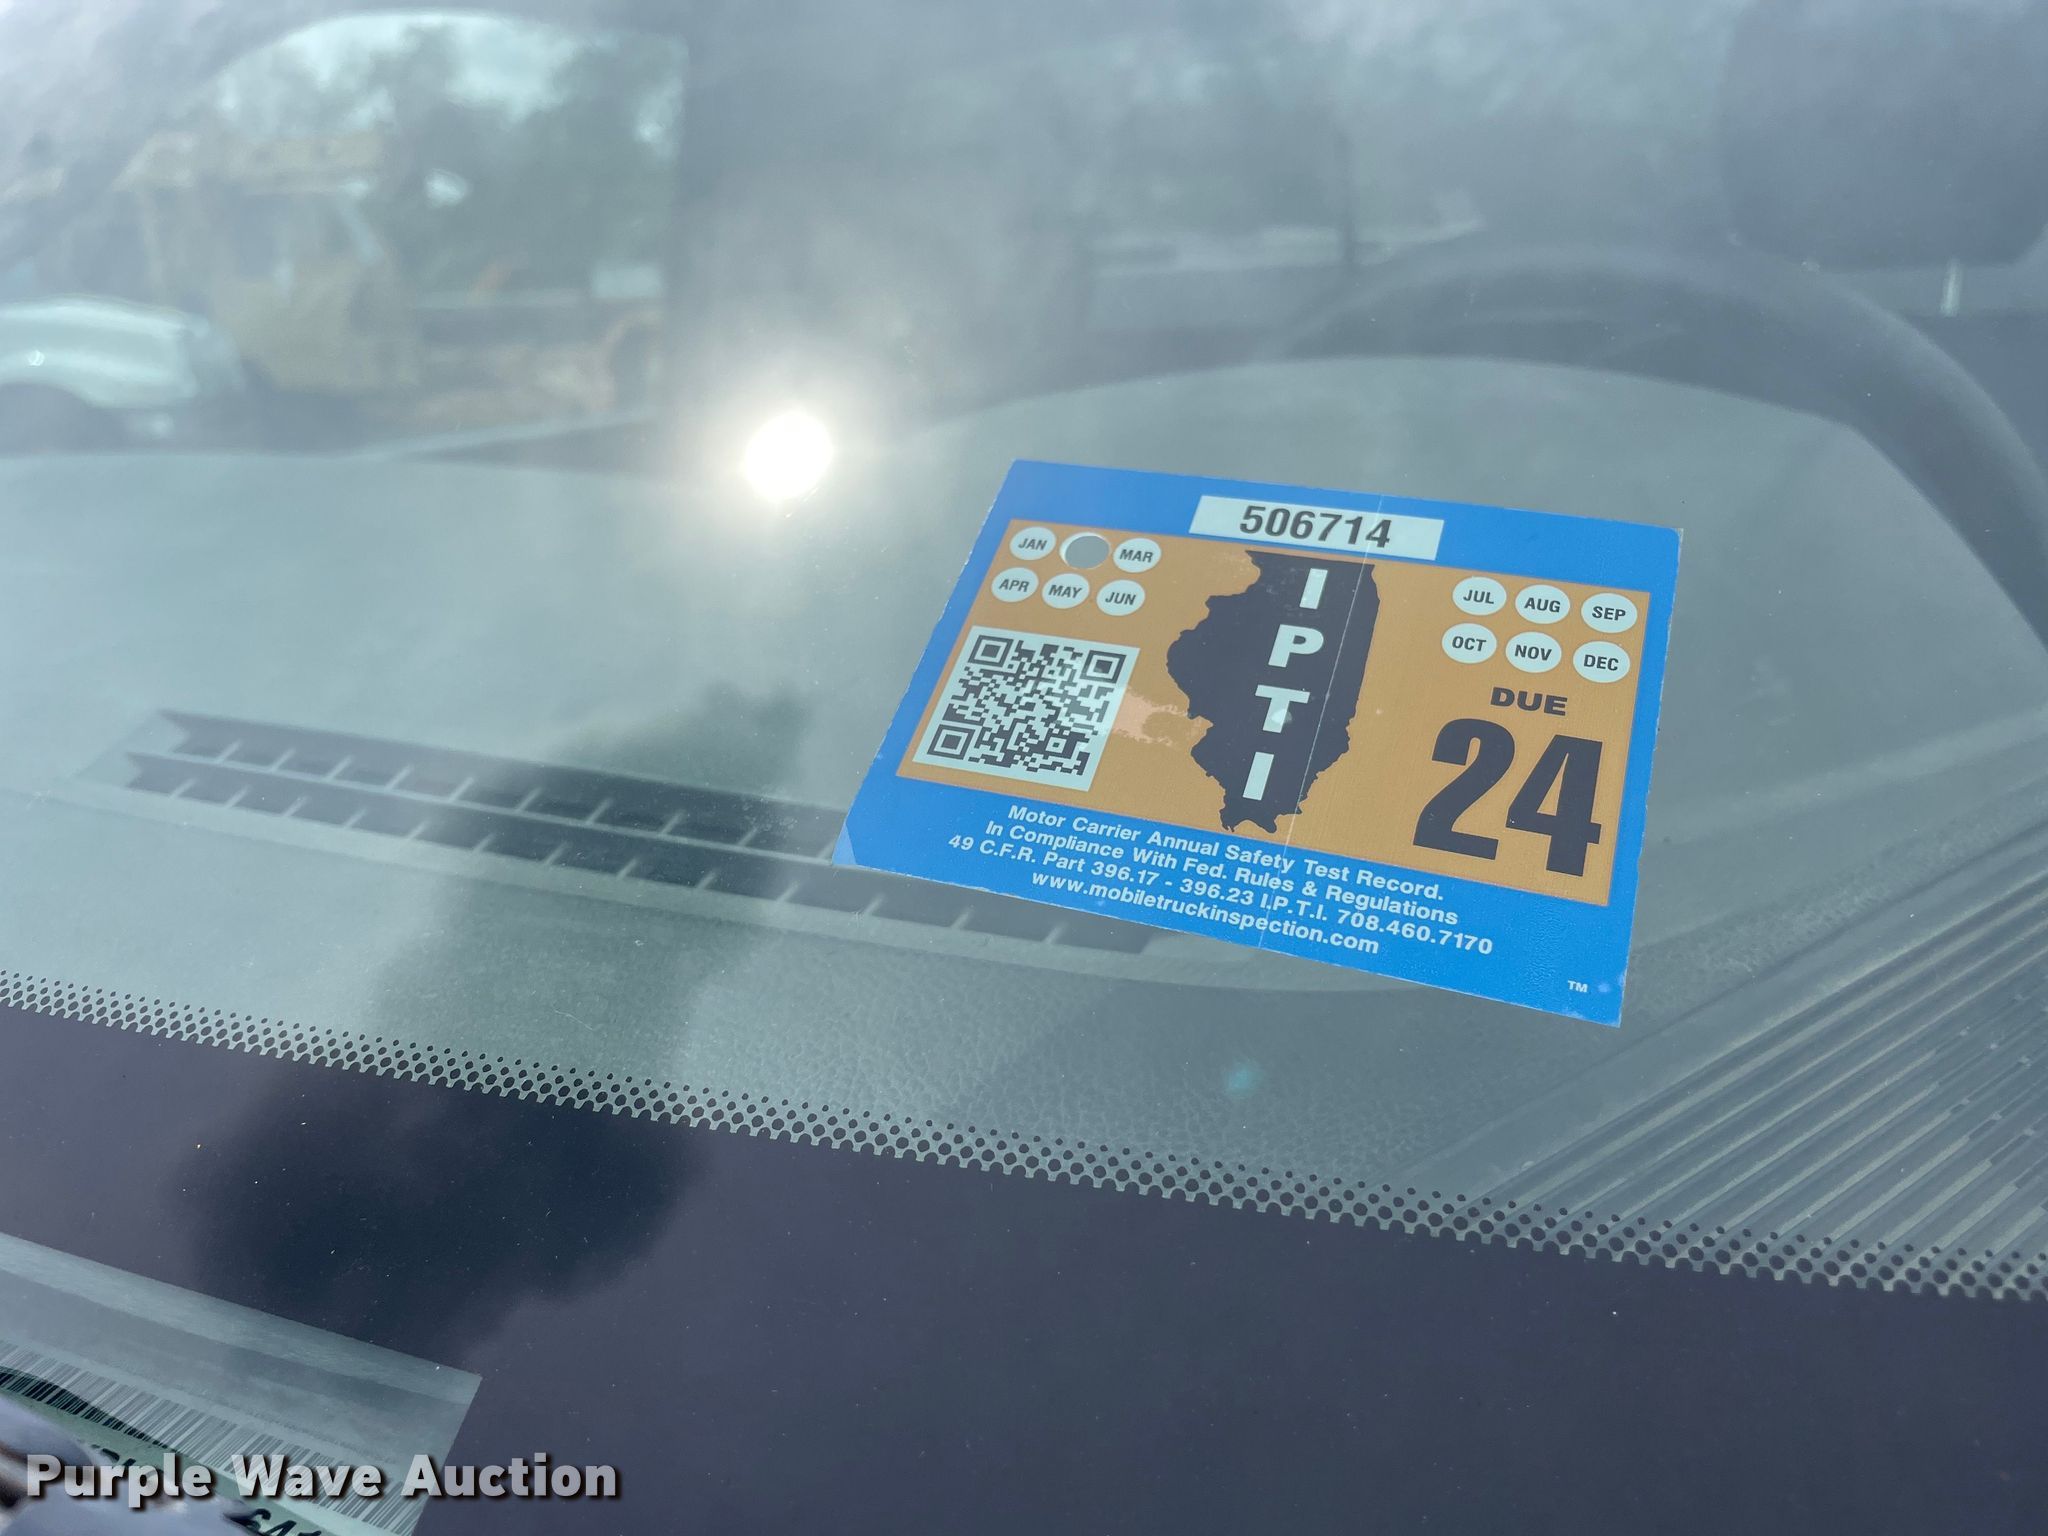 506714
JAN MAR
APR MAY JUN
JUL AUG SEP
OCT NOV DEC
I
P
T
I
DUE
24
Motor Carrier Annual Safety Test Record.
In Compliance With Fed. Rules & Regulations
49 C.F.R. Part 396.17 - 396.23 I.P.T.I. 708.460.7170
www.mobiletruckinspection.com
TM
Purple Wave Auction